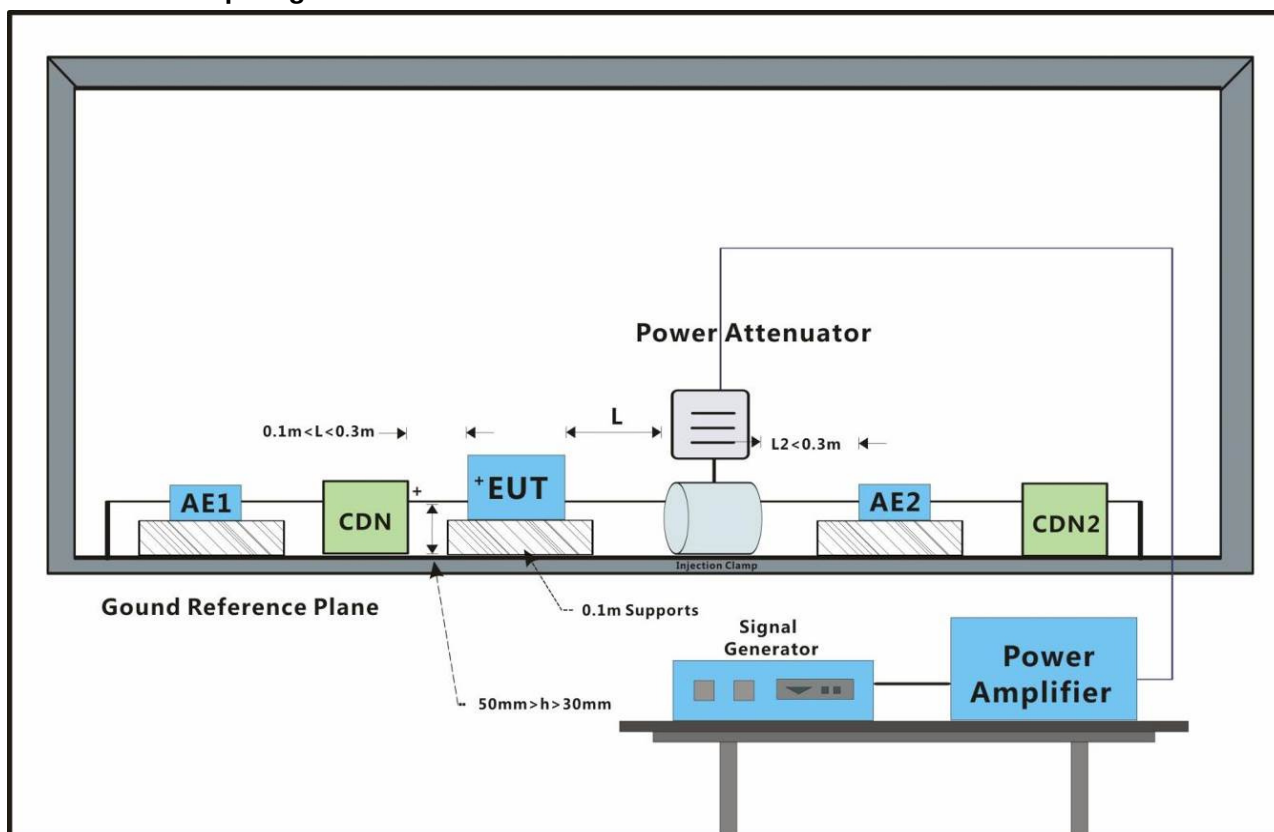 Power Attenuator
0.1m<L<0.3m
L
L2<0.3m
AE1
CDN
+
+EUT
AE2
CDN2
Injection Clamp
Gound Reference Plane
0.1m Supports
50mm>h>30mm
Signal
Generator
Power
Amplifier